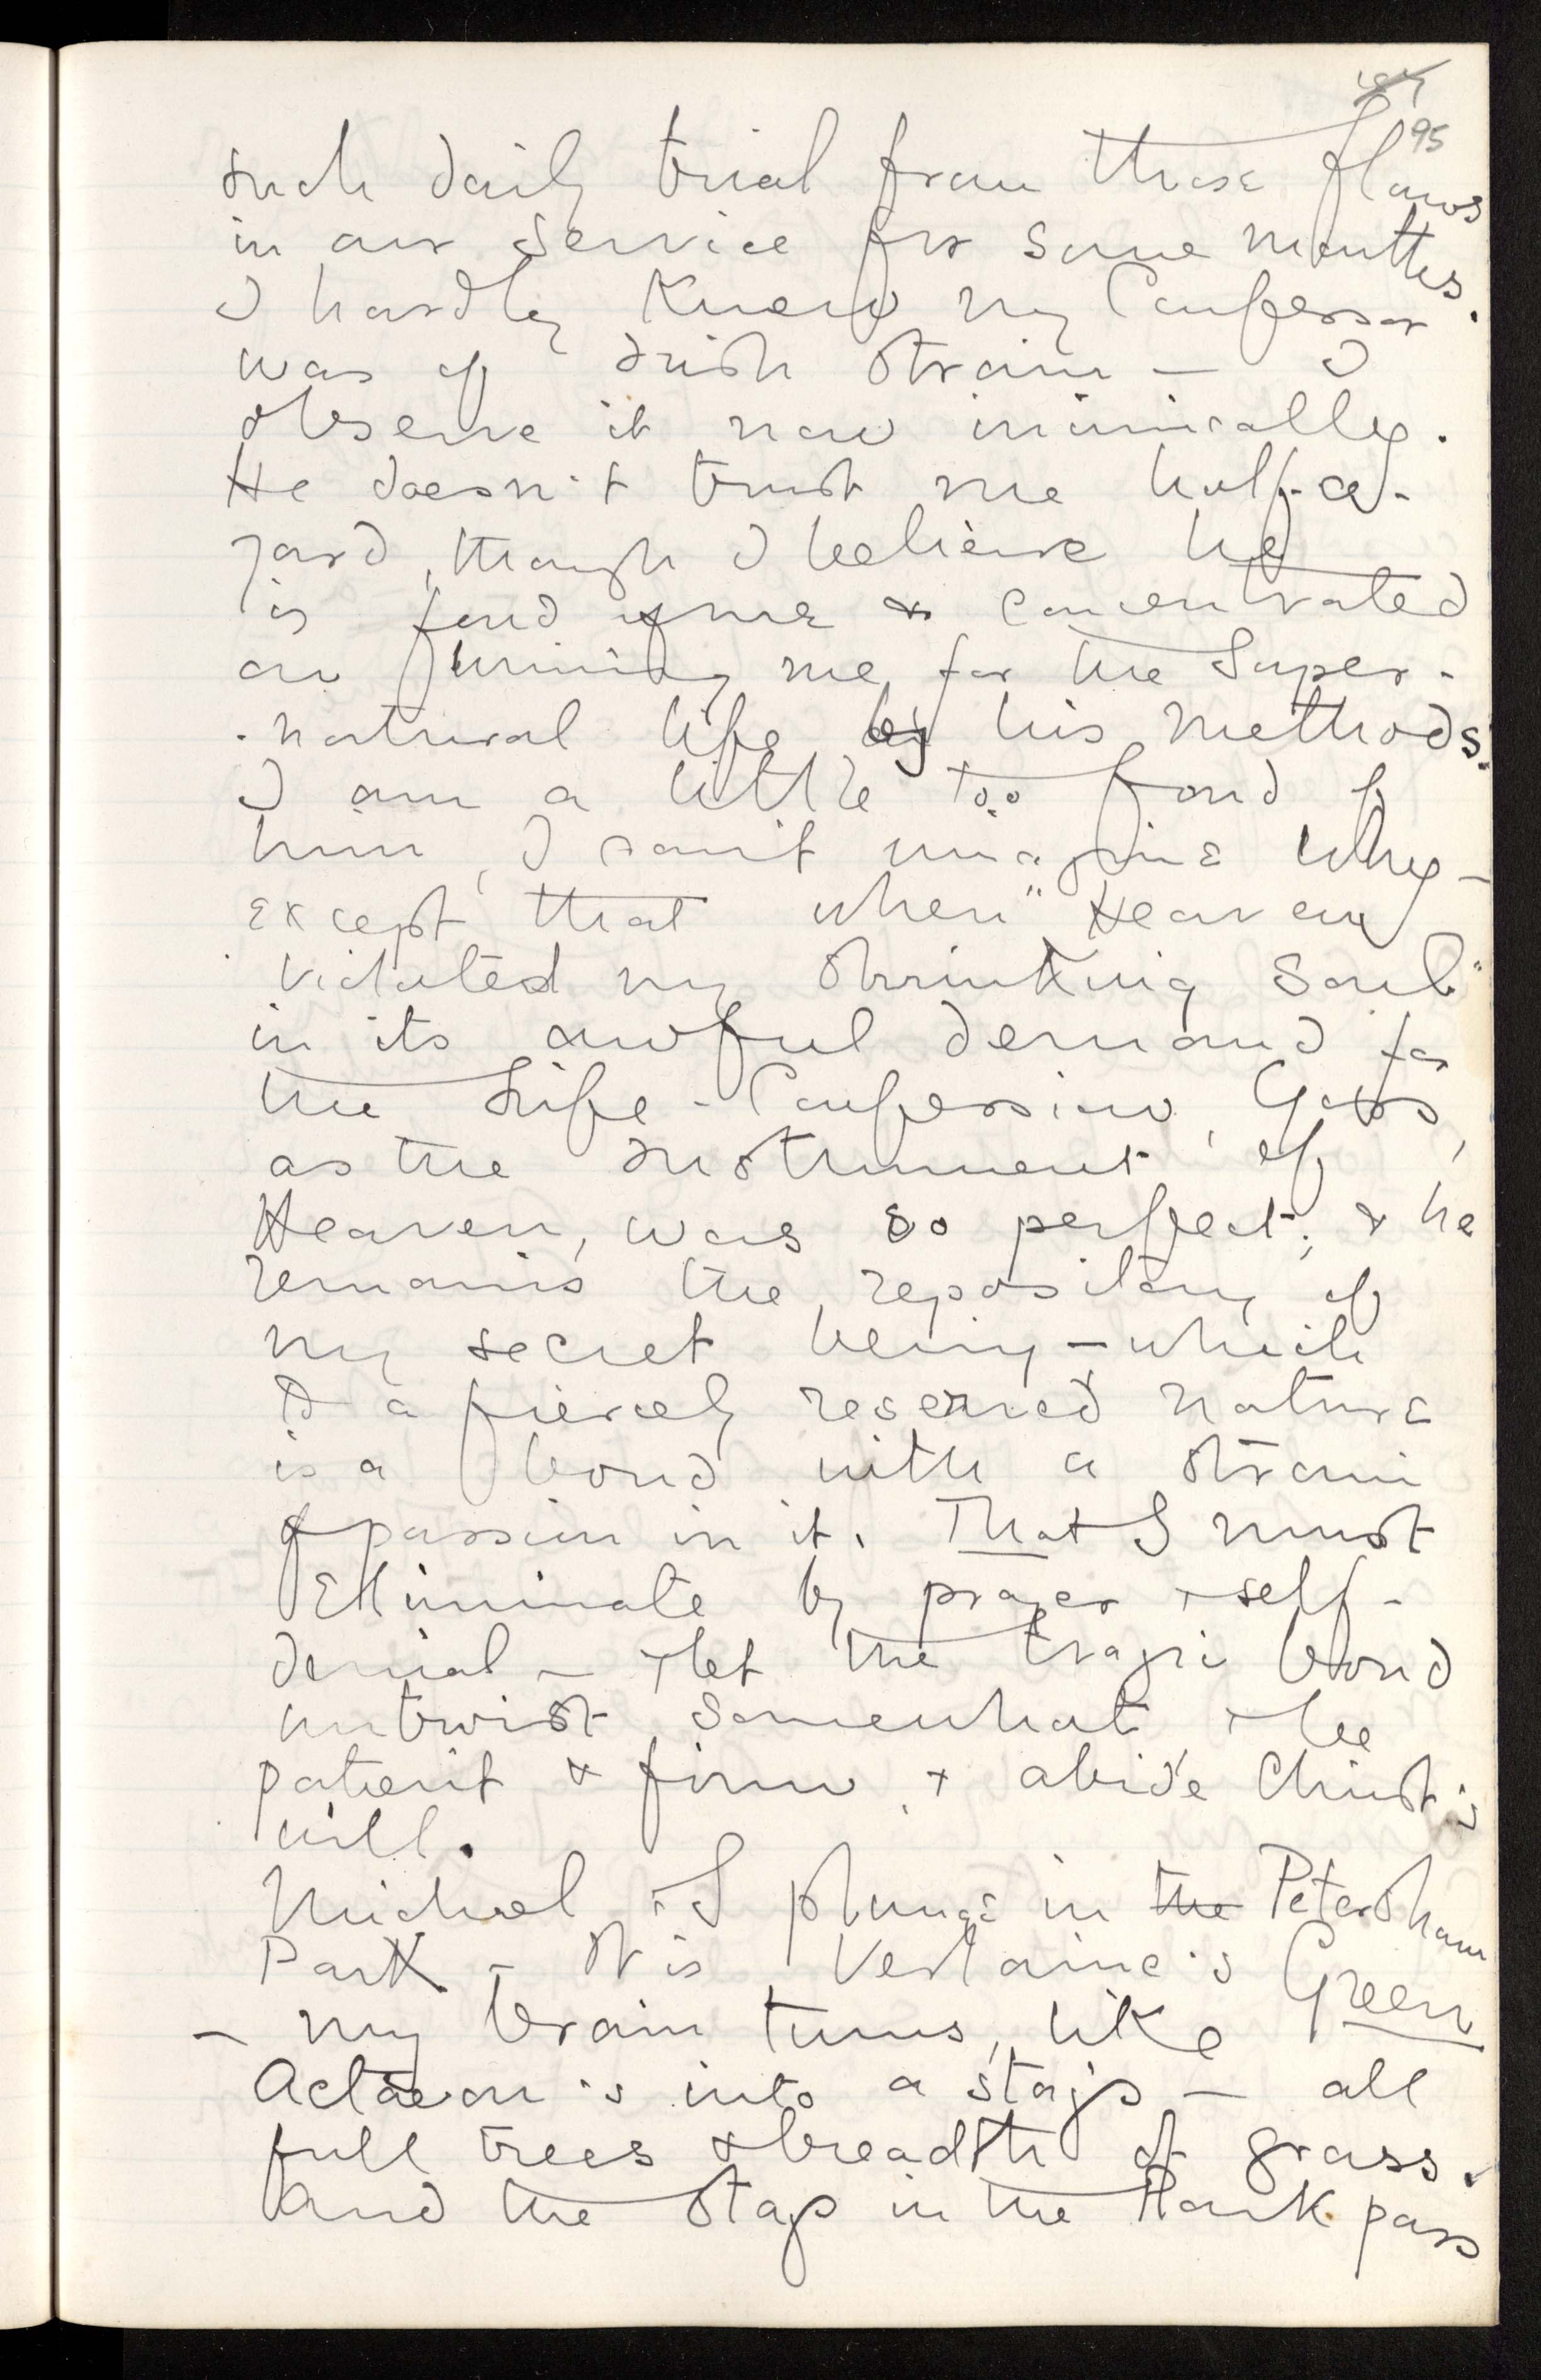 95
such daily trial from these flaws
in our service for some months.
I hardly knew my Confessor
was of Irish strain — I
observe it now inimically.
He doesn't trust me half-a-
yard, though I believe he
is fond of me & concentrated
on forming me for the Super-
-natural life by his methods.
I am a little too fond of
him, I can't imagine why —
except that when "Heaven
violated my shrinking soul"
in its awful demand for
the Life-Confession, Goss,
as the Instrument of
Heaven, was so perfect; & he
remains the repository of
my secret being — which
to a fiercely reserved nature
is a bond with a strain
of passion in it. That I must
Eliminate by prayer & self-
denial — & let the tragic bond
untwist somewhat, & be
patient & firm, & abide Christ's
will.
Michael & I plunge in the Petersham
Park — It is Verlaine's Green
— my brain turns, like
Actaeon's into a stag's — all
full trees & breadth of grass.
And the stags in the Park pass